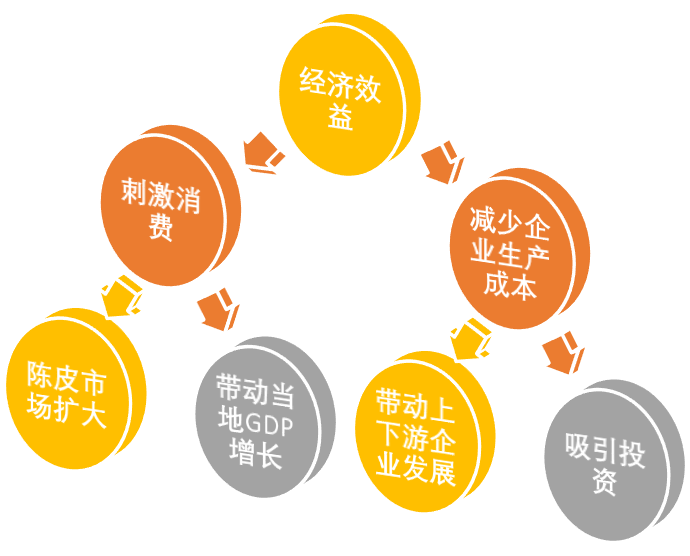 经济效
益
刺激消
费
减少企
业生产
成本
陈皮市
场扩大
带动当
地GDP
增长
带动上
下游企
业发展
吸引投
资